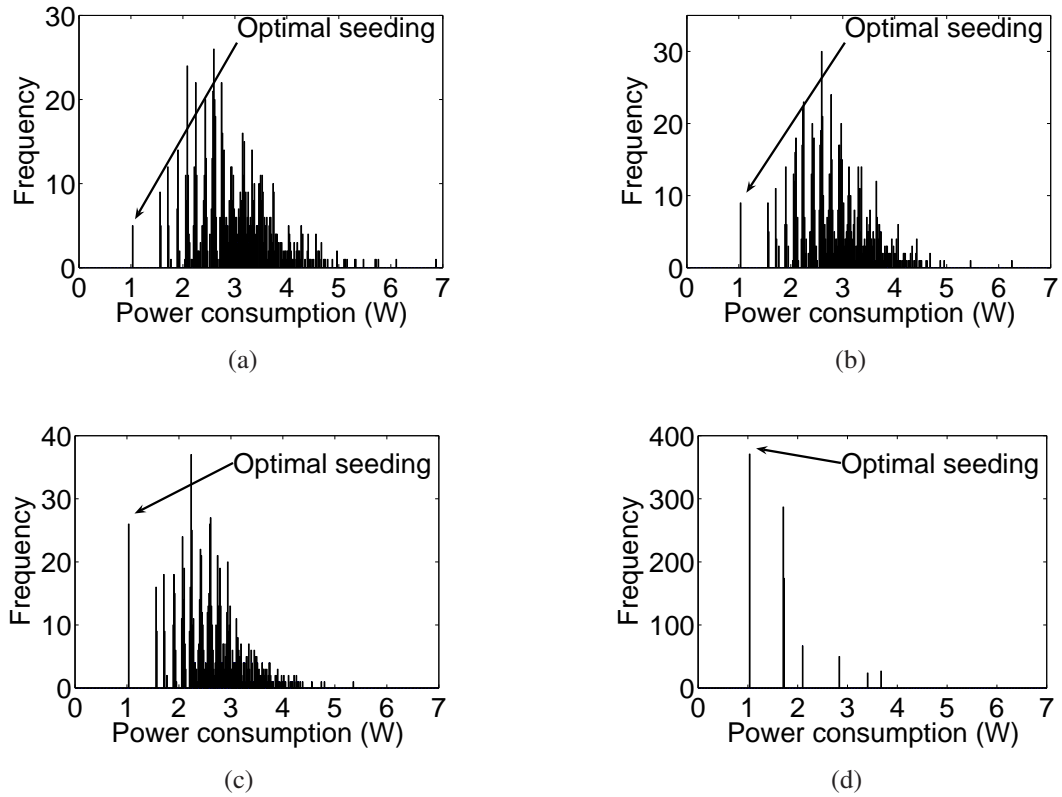 30
20
10
0
0 1 2 3 4 5 6 7
Frequency
Power consumption (W)
Optimal seeding
(a)
30
20
10
0
0 1 2 3 4 5 6 7
Frequency
Power consumption (W)
Optimal seeding
(b)
40
30
20
10
0
0 1 2 3 4 5 6 7
Frequency
Power consumption (W)
Optimal seeding
(c)
400
300
200
100
0
0 1 2 3 4 5 6 7
Frequency
Power consumption (W)
Optimal seeding
(d)